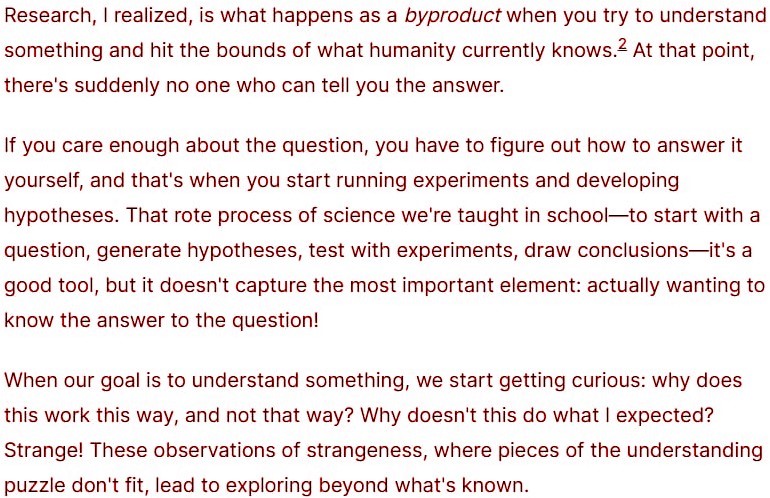 Research, I realized, is what happens as a byproduct when you try to understand
something and hit the bounds of what humanity currently knows.2 At that point,
there's suddenly no one who can tell you the answer.
If you care enough about the question, you have to figure out how to answer it
yourself, and that's when you start running experiments and developing
hypotheses. That rote process of science we're taught in school—to start with a
question, generate hypotheses, test with experiments, draw conclusions—it's a
good tool, but it doesn't capture the most important element: actually wanting to
know the answer to the question!
When our goal is to understand something, we start getting curious: why does
this work this way, and not that way? Why doesn't this do what I expected?
Strange! These observations of strangeness, where pieces of the understanding
puzzle don't fit, lead to exploring beyond what's known.